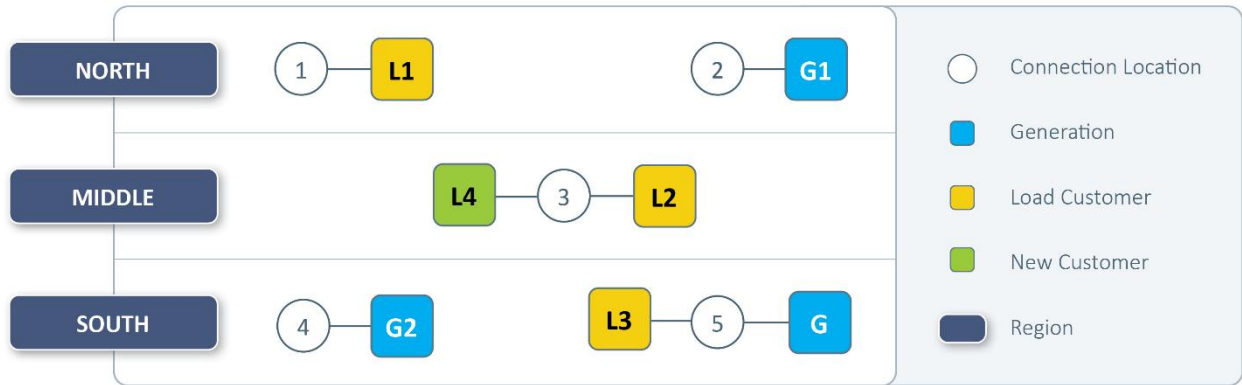 NORTH
1
L1
2
G1
MIDDLE
L4
3
L2
SOUTH
4
G2
L3
5
G
Connection Location
Generation
Load Customer
New Customer
Region